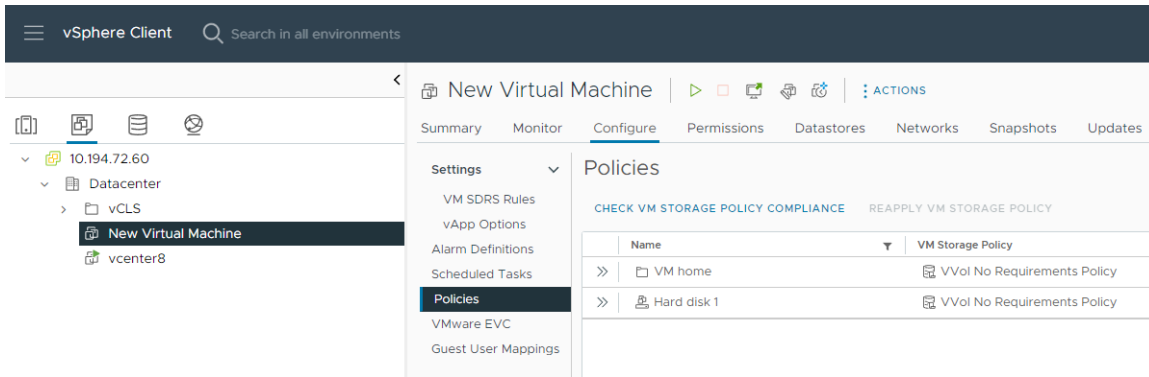 vSphere Client Search in all environments
New Virtual Machine ACTIONS
Summary Monitor Configure Permissions Datastores Networks Snapshots Updates
10.194.72.60
Datacenter
vCLS
New Virtual Machine
vcenter8
Settings
VM SDRS Rules
vApp Options
Alarm Definitions
Scheduled Tasks
Policies
VMware EVC
Guest User Mappings
Policies
CHECK VM STORAGE POLICY COMPLIANCE REAPPLY VM STORAGE POLICY
Name VM Storage Policy
VM home VVol No Requirements Policy
Hard disk 1 VVol No Requirements Policy